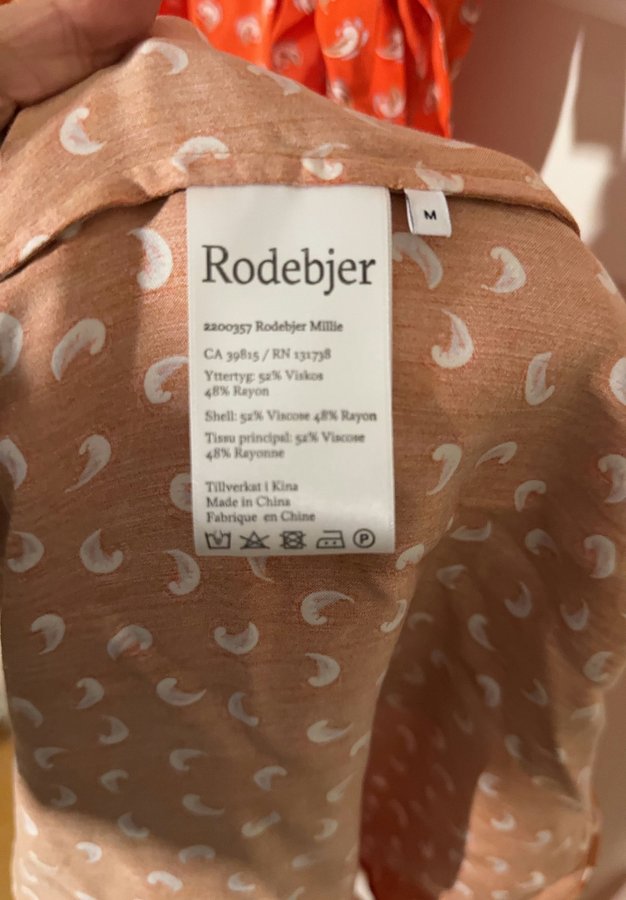 Rodebjer
M
2200357 Rodebjer Millie
CA 39815 / RN 131738
Yttertyg: 52% Viskos
48% Rayon
Shell: 52% Viscose 48% Rayon
Tissu principal: 52% Viscose
48% Rayonne
Tillverkat i Kina
Made in China
Fabrique en Chine
P